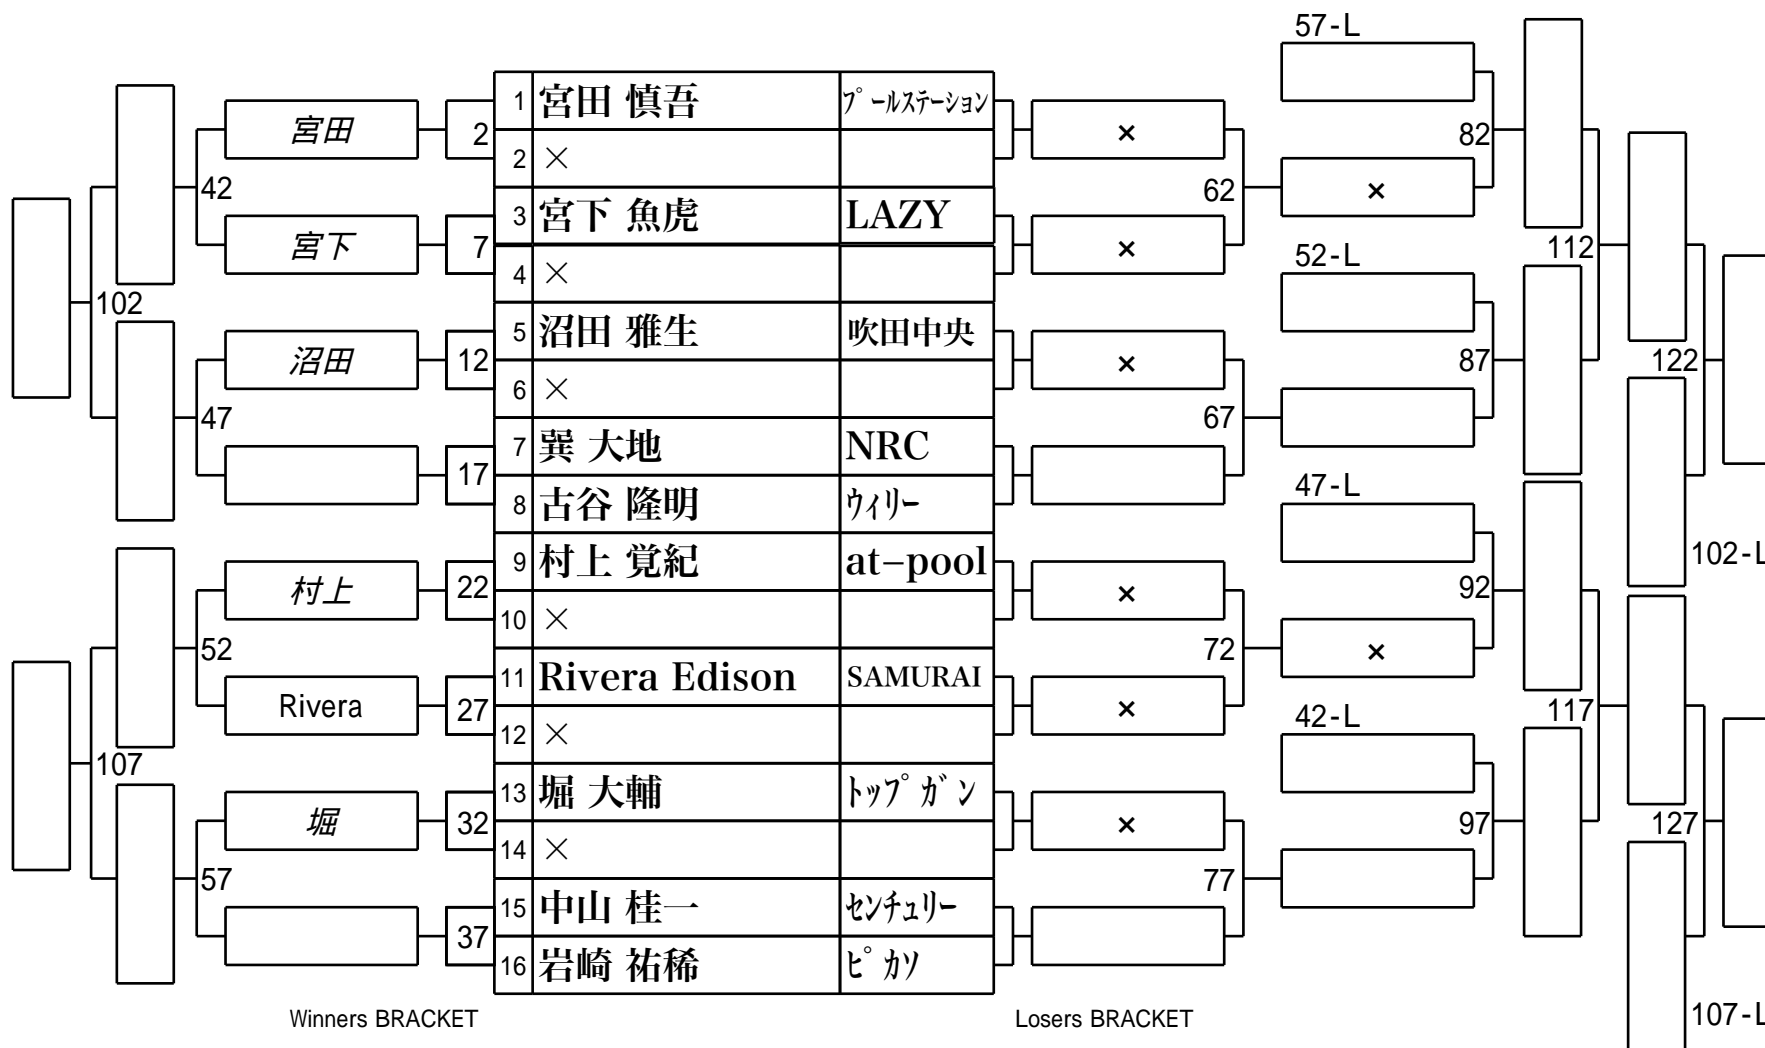 57-L
1 宮田 慎吾 プールステーション
宮田 2 × 82
2 ×
42 62 ×
3 宮下 魚虎 LAZY
宮下 7 × 52-L 112
4 ×
102
5 沼田 雅生 吹田中央
沼田 12 × 87 122
6 ×
47 67
7 巽 大地 NRC
17 47-L
8 古谷 隆明 ウィリー
9 村上 覚紀 at-pool 102-L
村上 22 × 92
10 ×
52 72 ×
11 Rivera Edison SAMURAI
Rivera 27 × 42-L 117
12 ×
107
13 堀 大輔 トップガン
堀 32 × 97 127
14 ×
57 77
15 中山 桂一 センチュリー
37
16 岩崎 祐稀 ピカソ
Winners BRACKET Losers BRACKET 107-L